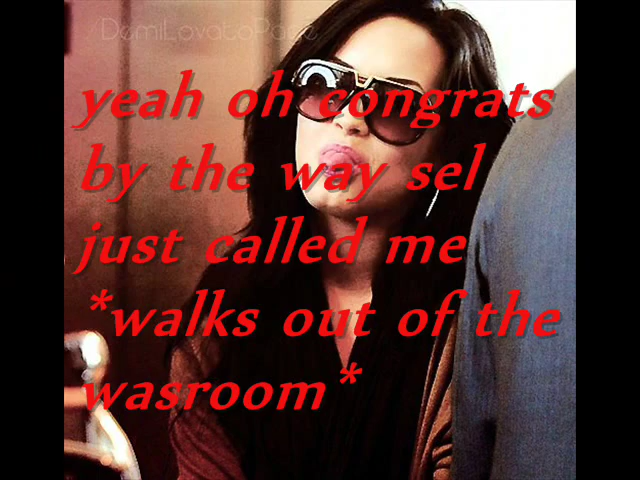 DemiLovatoPage
yeah oh congrats
by the way sel
just called me
*walks out of the
wasroom*